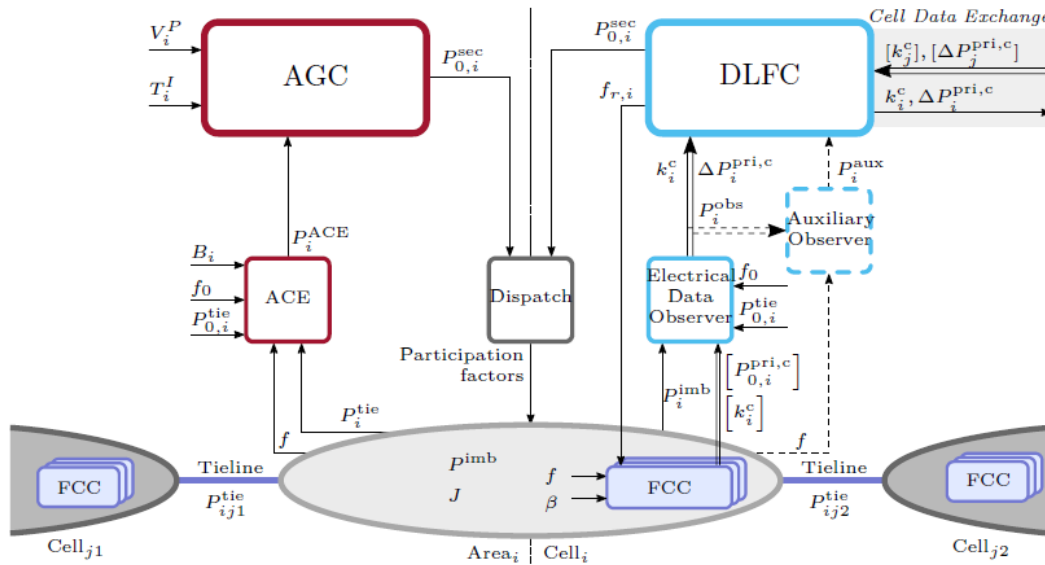 Cell Data Exchange
V_i^P
T_i^I
AGC
P_{0,i}^{sec}
P_{0,i}^{sec}
f_{r,i}
DLFC
[k_j^c], [ΔP_j^{pri,c}]
k_i^c, ΔP_i^{pri,c}
k_i^c
ΔP_i^{pri,c}
P_i^{aux}
P_i^{obs}
Auxiliary
Observer
P_i^{ACE}
B_i
f_0
P_{0,i}^{tie}
ACE
Dispatch
Electrical
Data
Observer
f_0
P_{0,i}^{tie}
Participation
factors
P_i^{tie}
f
P_i^{imb}
[P_{0,i}^{pri,c}]
[k_i^c]
f
FCC
Tieline
P_{ij1}^{tie}
Cell_{j1}
P^{imb}
J
f
β
FCC
Area_i
Cell_i
Tieline
P_{ij2}^{tie}
FCC
Cell_{j2}